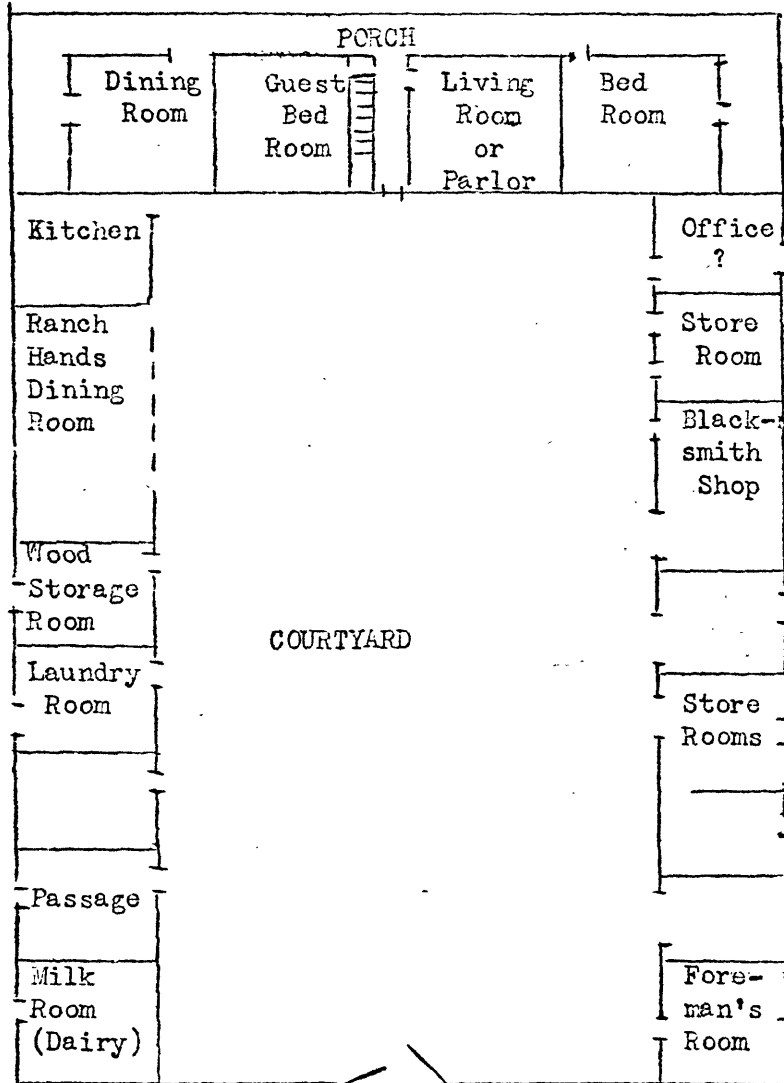 PORCH
Dining
Room
Guest
Bed
Room
Living
Room
or
Parlor
Bed
Room
Kitchen
Office
?
Ranch
Hands
Dining
Room
Store
Room
Black-
smith
Shop
Wood
Storage
Room
COURTYARD
Laundry
Room
Store
Rooms
Passage
Milk
Room
(Dairy)
Fore-
man's
Room